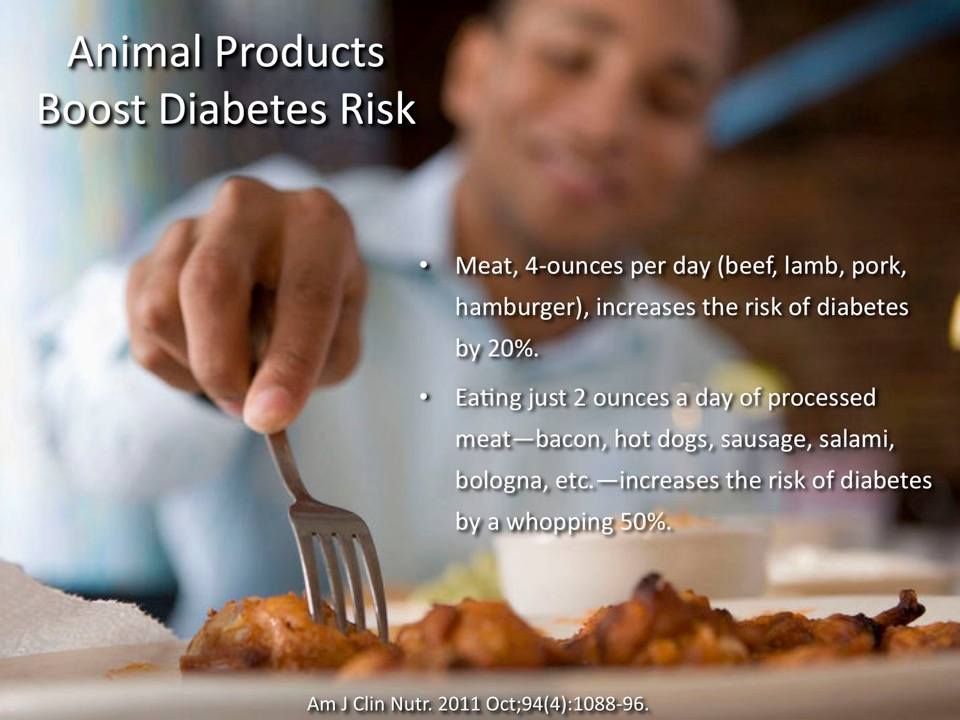 Animal Products
Boost Diabetes Risk
• Meat, 4-ounces per day (beef, lamb, pork,
hamburger), increases the risk of diabetes
by 20%.
• Eating just 2 ounces a day of processed
meat—bacon, hot dogs, sausage, salami,
bologna, etc.—increases the risk of diabetes
by a whopping 50%.
Am J Clin Nutr. 2011 Oct;94(4):1088-96.